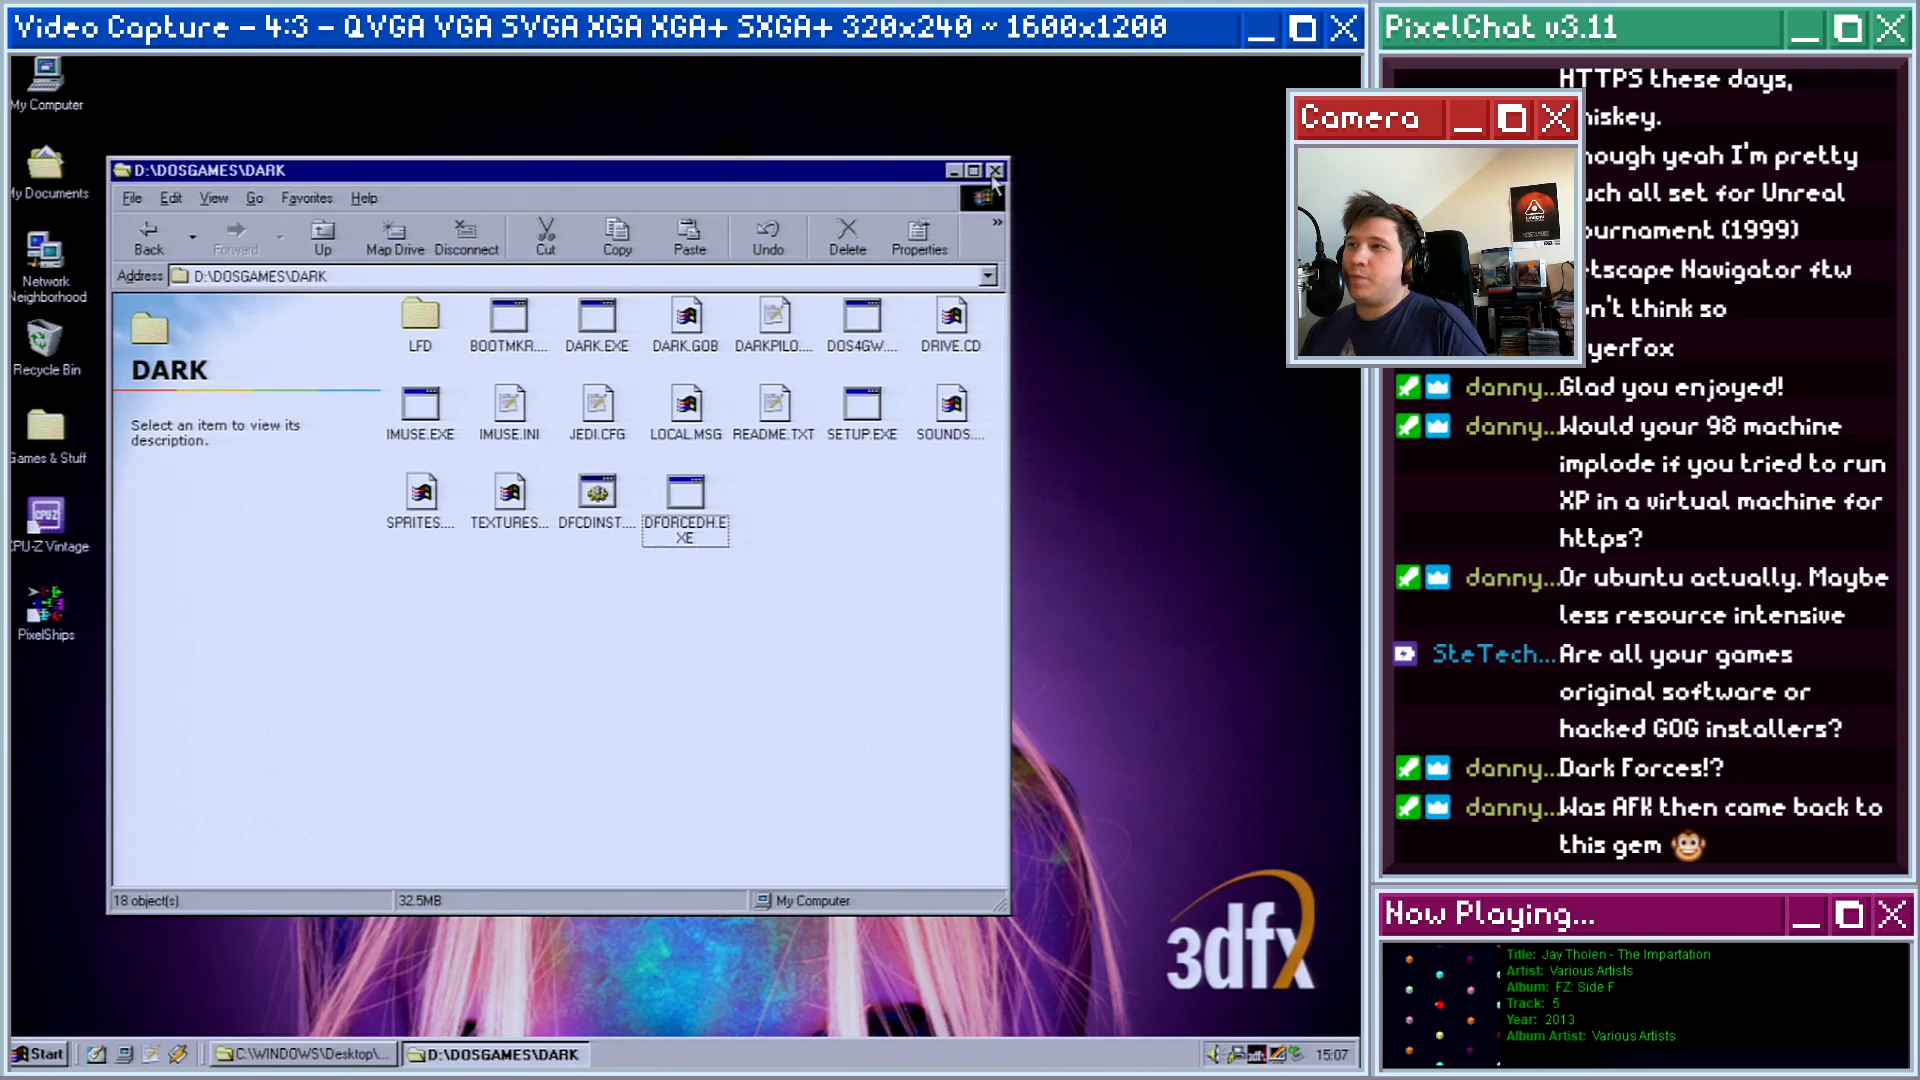 Video Capture - 4:3 - QVGA VGA SVGA XGA XGA+ SXGA+ 320x240 ~ 1600x1200
My Computer
My Documents
Network
Neighborhood
Recycle Bin
Games & Stuff
CPU-Z
CPU-Z Vintage
PixelShips
D:\DOSGAMES\DARK
File Edit View Go Favorites Help
Back Forward Up Map Drive Disconnect Cut Copy Paste Undo Delete Properties
Address D:\DOSGAMES\DARK
DARK
Select an item to view its
description.
LFD BOOTMKR.... DARK.EXE DARK.GOB DARKPILO.... DOS4GW.... DRIVE.CD
IMUSE.EXE IMUSE.INI JEDI.CFG LOCAL.MSG README.TXT SETUP.EXE SOUNDS....
SPRITES.... TEXTURES... DFCDINST.... DFORCEDH.E
XE
18 object(s) 32.5MB My Computer
3dfx
Start C:\WINDOWS\Desktop\... D:\DOSGAMES\DARK 15:07
Camera
PixelChat v3.11
HTTPS these days,
hiskey.
hough yeah I'm pretty
uch all set for Unreal
ournament (1999)
etscape Navigator ftw
on't think so
yerFox
danny...Glad you enjoyed!
danny...Would your 98 machine
implode if you tried to run
XP in a virtual machine for
https?
danny...Or ubuntu actually. Maybe
less resource intensive
SteTech...Are all your games
original software or
hacked GOG installers?
danny...Dark Forces!?
danny...Was AFK then came back to
this gem
Now Playing...
Title: Jay Tholen - The Impartation
Artist: Various Artists
Album: FZ: Side F
Track: 5
Year: 2013
Album Artist: Various Artists